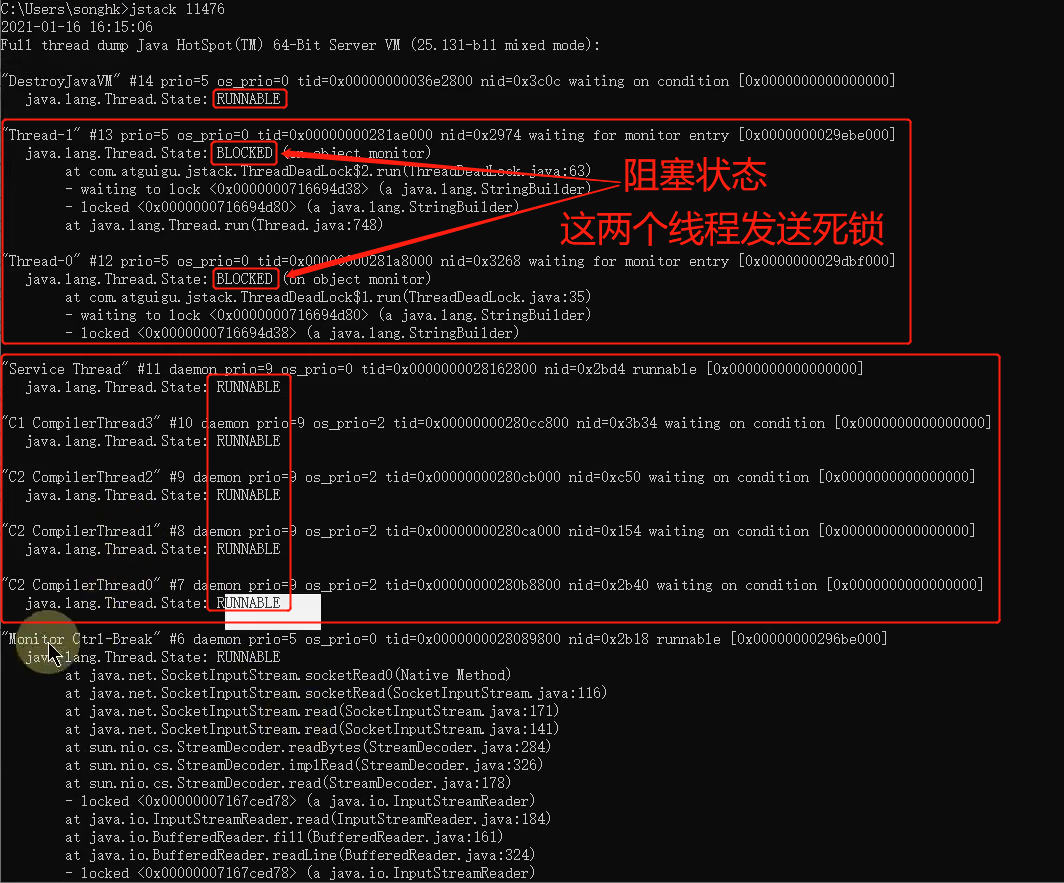 C:\Users\songhk>jstack 11476
2021-01-16 16:15:06
Full thread dump Java HotSpot(TM) 64-Bit Server VM (25.131-b11 mixed mode):
"DestroyJavaVM" #14 prio=5 os_prio=0 tid=0x00000000036e2800 nid=0x3c0c waiting on condition [0x0000000000000000]
java.lang.Thread.State: RUNNABLE
"Thread-1" #13 prio=5 os_prio=0 tid=0x00000000281ae000 nid=0x2974 waiting for monitor entry [0x0000000029ebe000]
java.lang.Thread.State: BLOCKED (on object monitor)
at com.atguigu.jstack.ThreadDeadLock$2.run(ThreadDeadLock.java:63)
- waiting to lock <0x0000000716694d38> (a java.lang.StringBuilder)
- locked <0x0000000716694d80> (a java.lang.StringBuilder)
at java.lang.Thread.run(Thread.java:748)
阻塞状态
这两个线程发送死锁
"Thread-0" #12 prio=5 os_prio=0 tid=0x00000000281a8000 nid=0x3268 waiting for monitor entry [0x0000000029dbf000]
java.lang.Thread.State: BLOCKED (on object monitor)
at com.atguigu.jstack.ThreadDeadLock$1.run(ThreadDeadLock.java:35)
- waiting to lock <0x0000000716694d80> (a java.lang.StringBuilder)
- locked <0x0000000716694d38> (a java.lang.StringBuilder)
"Service Thread" #11 daemon prio=9 os_prio=0 tid=0x0000000028162800 nid=0x2bd4 runnable [0x0000000000000000]
java.lang.Thread.State: RUNNABLE
"C1 CompilerThread3" #10 daemon prio=9 os_prio=2 tid=0x00000000280cc800 nid=0x3b34 waiting on condition [0x0000000000000000]
java.lang.Thread.State: RUNNABLE
"C2 CompilerThread2" #9 daemon prio=9 os_prio=2 tid=0x00000000280cb000 nid=0xc50 waiting on condition [0x0000000000000000]
java.lang.Thread.State: RUNNABLE
"C2 CompilerThread1" #8 daemon prio=9 os_prio=2 tid=0x00000000280ca000 nid=0x154 waiting on condition [0x0000000000000000]
java.lang.Thread.State: RUNNABLE
"C2 CompilerThread0" #7 daemon prio=9 os_prio=2 tid=0x00000000280b8800 nid=0x2b40 waiting on condition [0x0000000000000000]
java.lang.Thread.State: RUNNABLE
"Monitor Ctrl-Break" #6 daemon prio=5 os_prio=0 tid=0x0000000028089800 nid=0x2b18 runnable [0x00000000296be000]
java.lang.Thread.State: RUNNABLE
at java.net.SocketInputStream.socketRead0(Native Method)
at java.net.SocketInputStream.socketRead(SocketInputStream.java:116)
at java.net.SocketInputStream.read(SocketInputStream.java:171)
at java.net.SocketInputStream.read(SocketInputStream.java:141)
at sun.nio.cs.StreamDecoder.readBytes(StreamDecoder.java:284)
at sun.nio.cs.StreamDecoder.implRead(StreamDecoder.java:326)
at sun.nio.cs.StreamDecoder.read(StreamDecoder.java:178)
- locked <0x00000007167ced78> (a java.io.InputStreamReader)
at java.io.InputStreamReader.read(InputStreamReader.java:184)
at java.io.BufferedReader.fill(BufferedReader.java:161)
at java.io.BufferedReader.readLine(BufferedReader.java:324)
- locked <0x00000007167ced78> (a java.io.InputStreamReader)